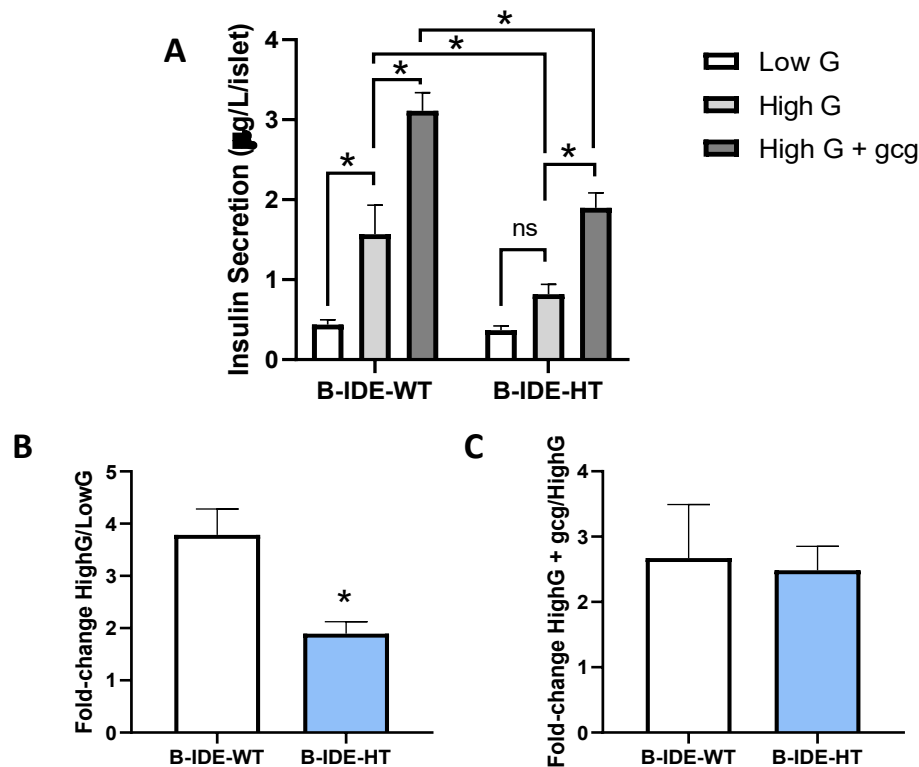 A
Insulin Secretion (µg/L/islet)
4
3
2
1
0
*
*
*
*
ns
*
B-IDE-WT
B-IDE-HT
Low G
High G
High G + gcg
B
Fold-change HighG/LowG
5
4
3
2
1
0
*
B-IDE-WT
B-IDE-HT
C
Fold-change HighG + gcg/HighG
4
3
2
1
0
B-IDE-WT
B-IDE-HT